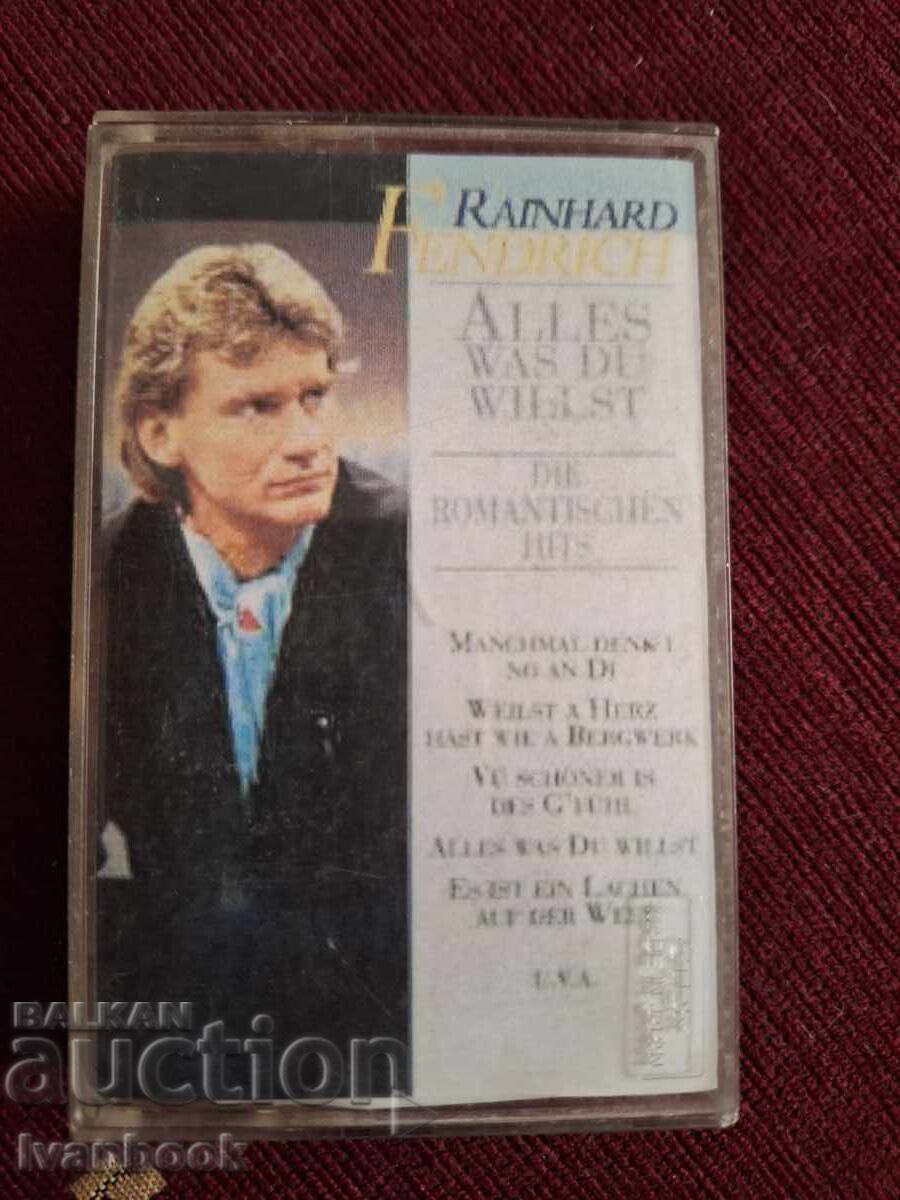 RAINHARD
FENDRICH
ALLES
WAS DU
WILLST
DIE
ROMANTISCHEN
HITS
MANCHMAL DENK I
NO AN DI
WEILST A HERZ
HAST WIE A BERGWERK
VÜ SCHÖNER IS
DES G'FÜHL
ALLES WAS DU WILLST
ES IST EIN LACHEN
AUF DER WELT
U.V.A.
BALKAN
auction
Ivanbook